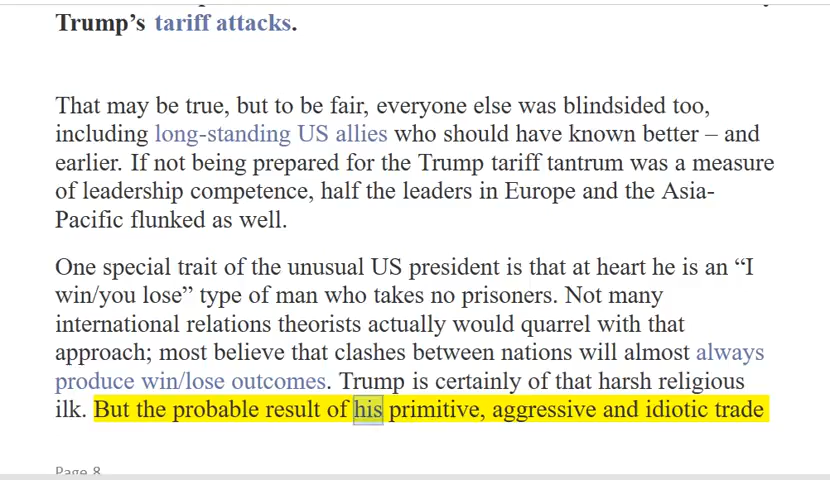 Trump’s tariff attacks.
That may be true, but to be fair, everyone else was blindsided too,
including long-standing US allies who should have known better – and
earlier. If not being prepared for the Trump tariff tantrum was a measure
of leadership competence, half the leaders in Europe and the Asia-
Pacific flunked as well.
One special trait of the unusual US president is that at heart he is an “I
win/you lose” type of man who takes no prisoners. Not many
international relations theorists actually would quarrel with that
approach; most believe that clashes between nations will almost always
produce win/lose outcomes. Trump is certainly of that harsh religious
ilk. But the probable result of his primitive, aggressive and idiotic trade
Page 8